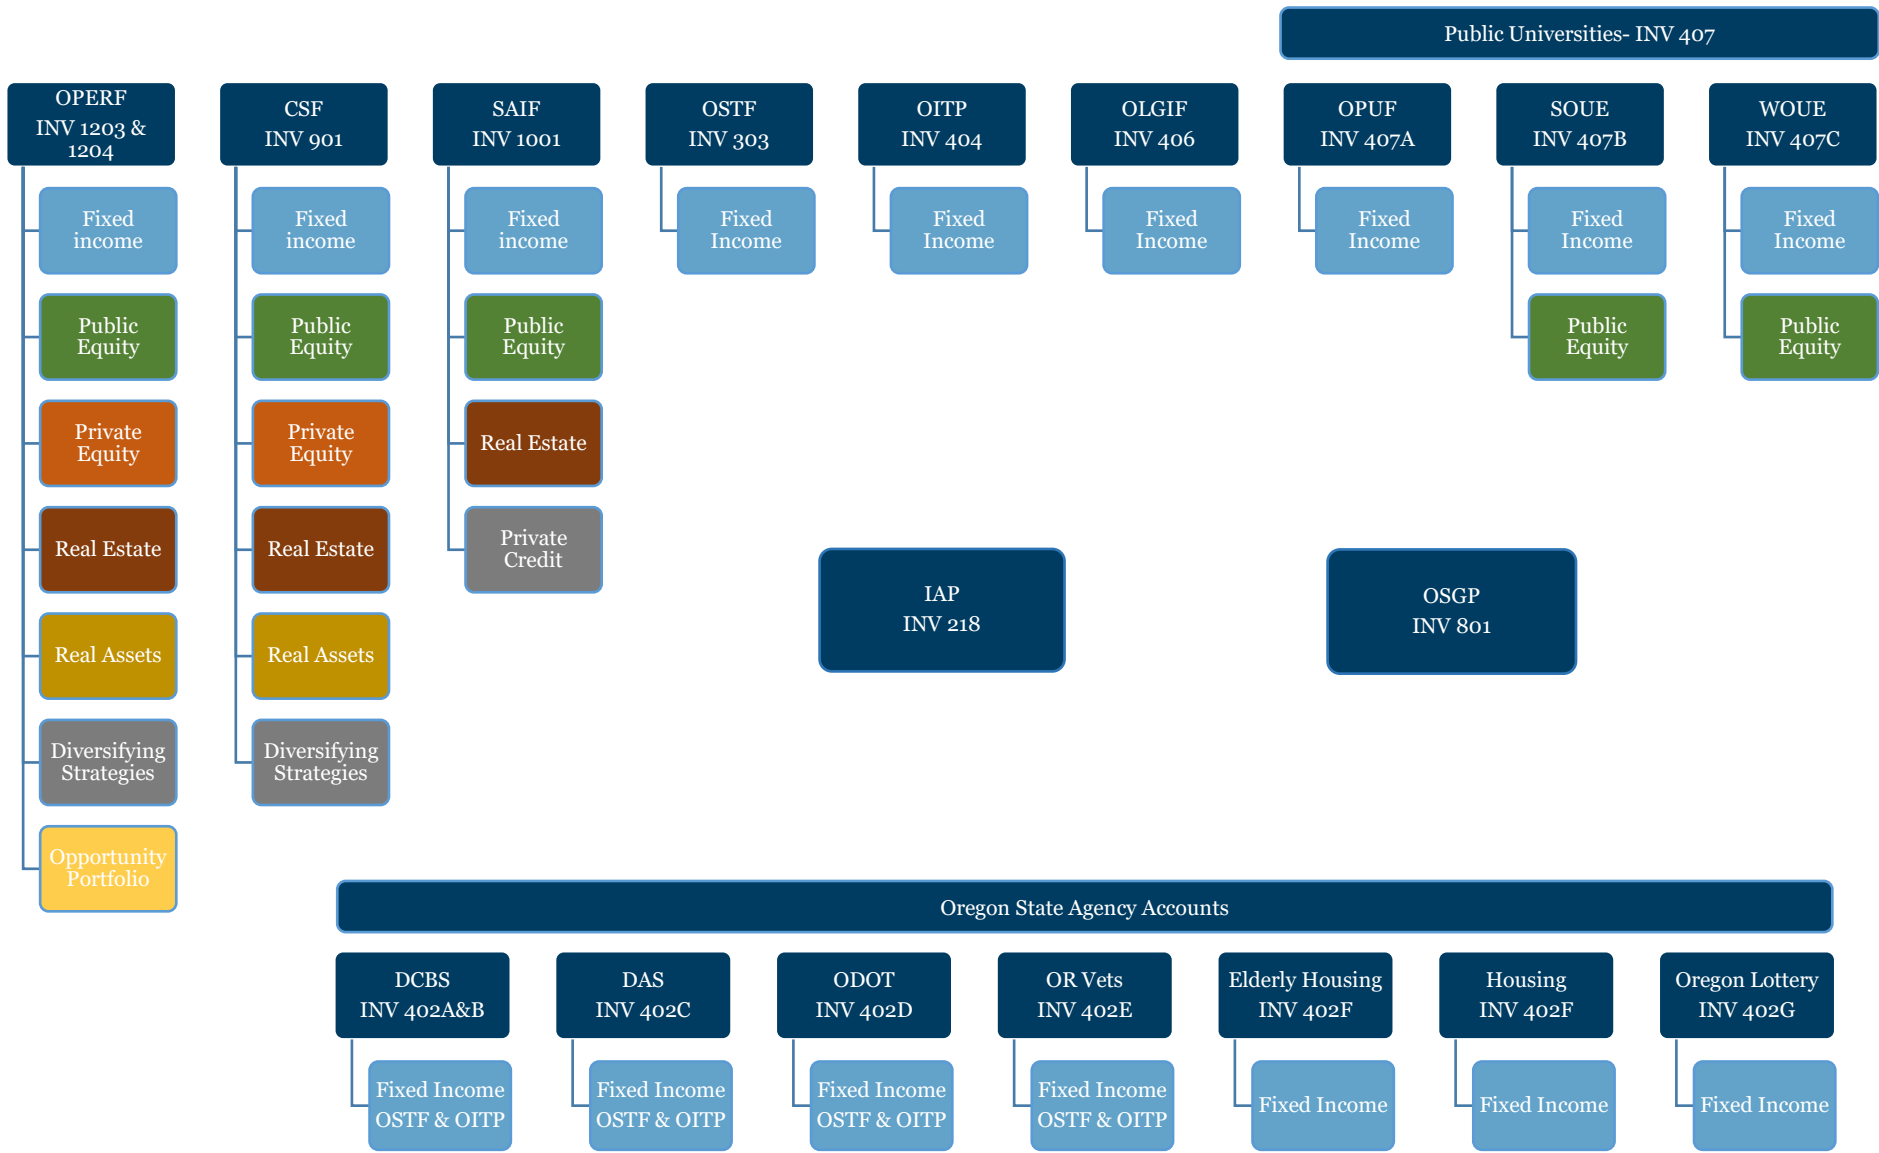 Public Universities- INV 407
OPERF
INV 1203 &
1204
Fixed
income
Public
Equity
Private
Equity
Real Estate
Real Assets
Diversifying
Strategies
Opportunity
Portfolio
CSF
INV 901
Fixed
income
Public
Equity
Private
Equity
Real Estate
Real Assets
Diversifying
Strategies
SAIF
INV 1001
Fixed
income
Public
Equity
Real Estate
Private
Credit
OSTF
INV 303
Fixed
Income
OITP
INV 404
Fixed
Income
OLGIF
INV 406
Fixed
Income
OPUF
INV 407A
Fixed
Income
SOUE
INV 407B
Fixed
Income
Public
Equity
WOUE
INV 407C
Fixed
Income
Public
Equity
IAP
INV 218
OSGP
INV 801
Oregon State Agency Accounts
DCBS
INV 402A&B
Fixed Income
OSTF & OITP
DAS
INV 402C
Fixed Income
OSTF & OITP
ODOT
INV 402D
Fixed Income
OSTF & OITP
OR Vets
INV 402E
Fixed Income
OSTF & OITP
Elderly Housing
INV 402F
Fixed Income
Housing
INV 402F
Fixed Income
Oregon Lottery
INV 402G
Fixed Income